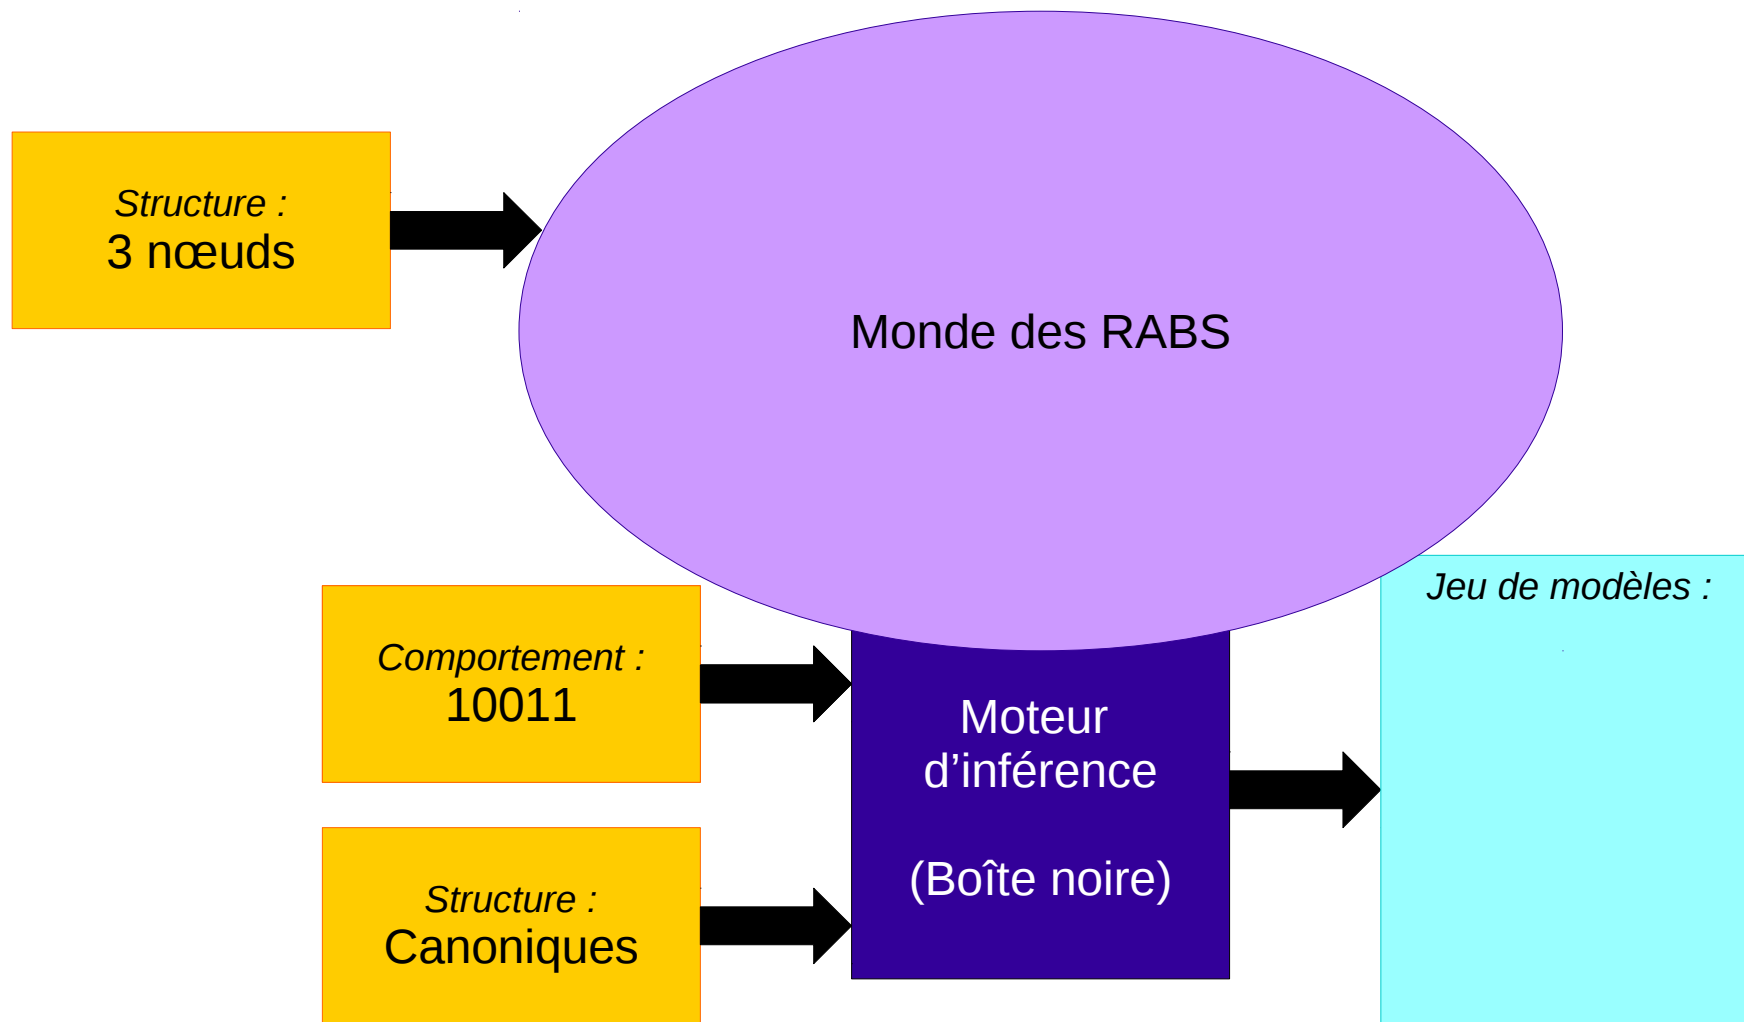 Structure :
3 nœuds
Monde des RABS
Jeu de modèles :
Comportement :
10011
Moteur
d’inférence
(Boîte noire)
Structure :
Canoniques